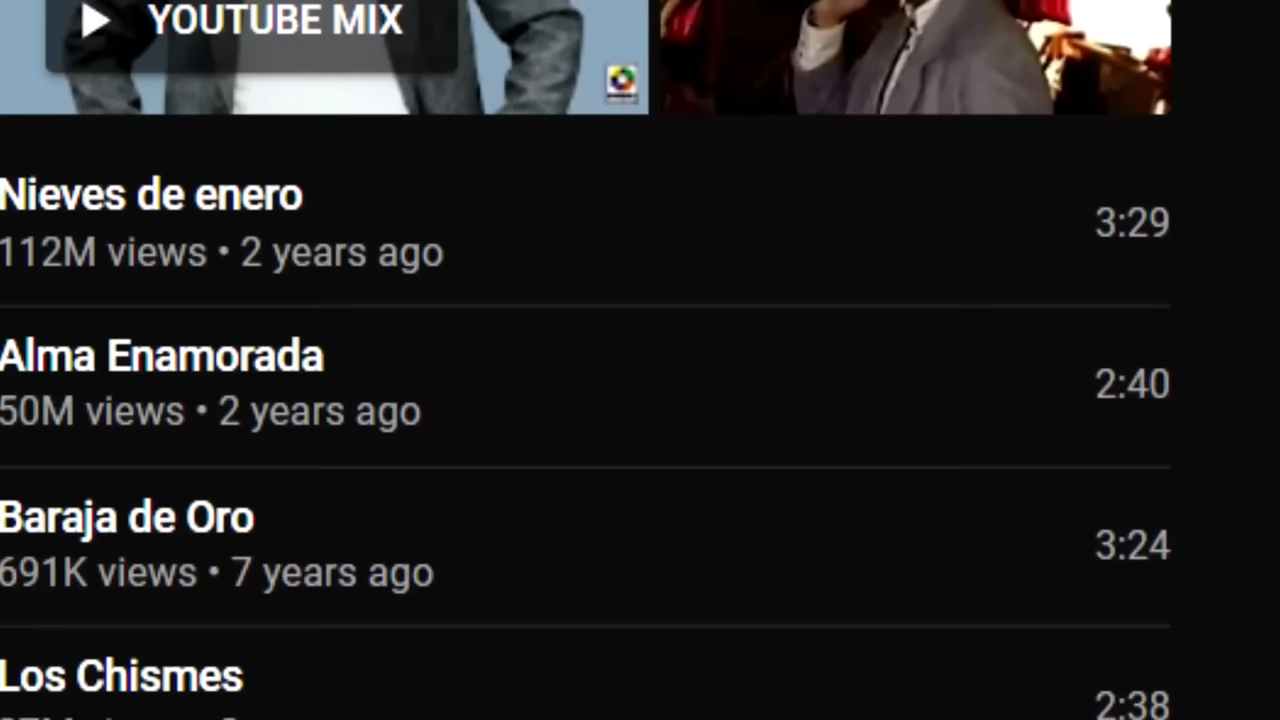 YOUTUBE MIX
Nieves de enero
3:29
112M views • 2 years ago
Alma Enamorada
2:40
50M views • 2 years ago
Baraja de Oro
3:24
691K views • 7 years ago
Los Chismes
2:38